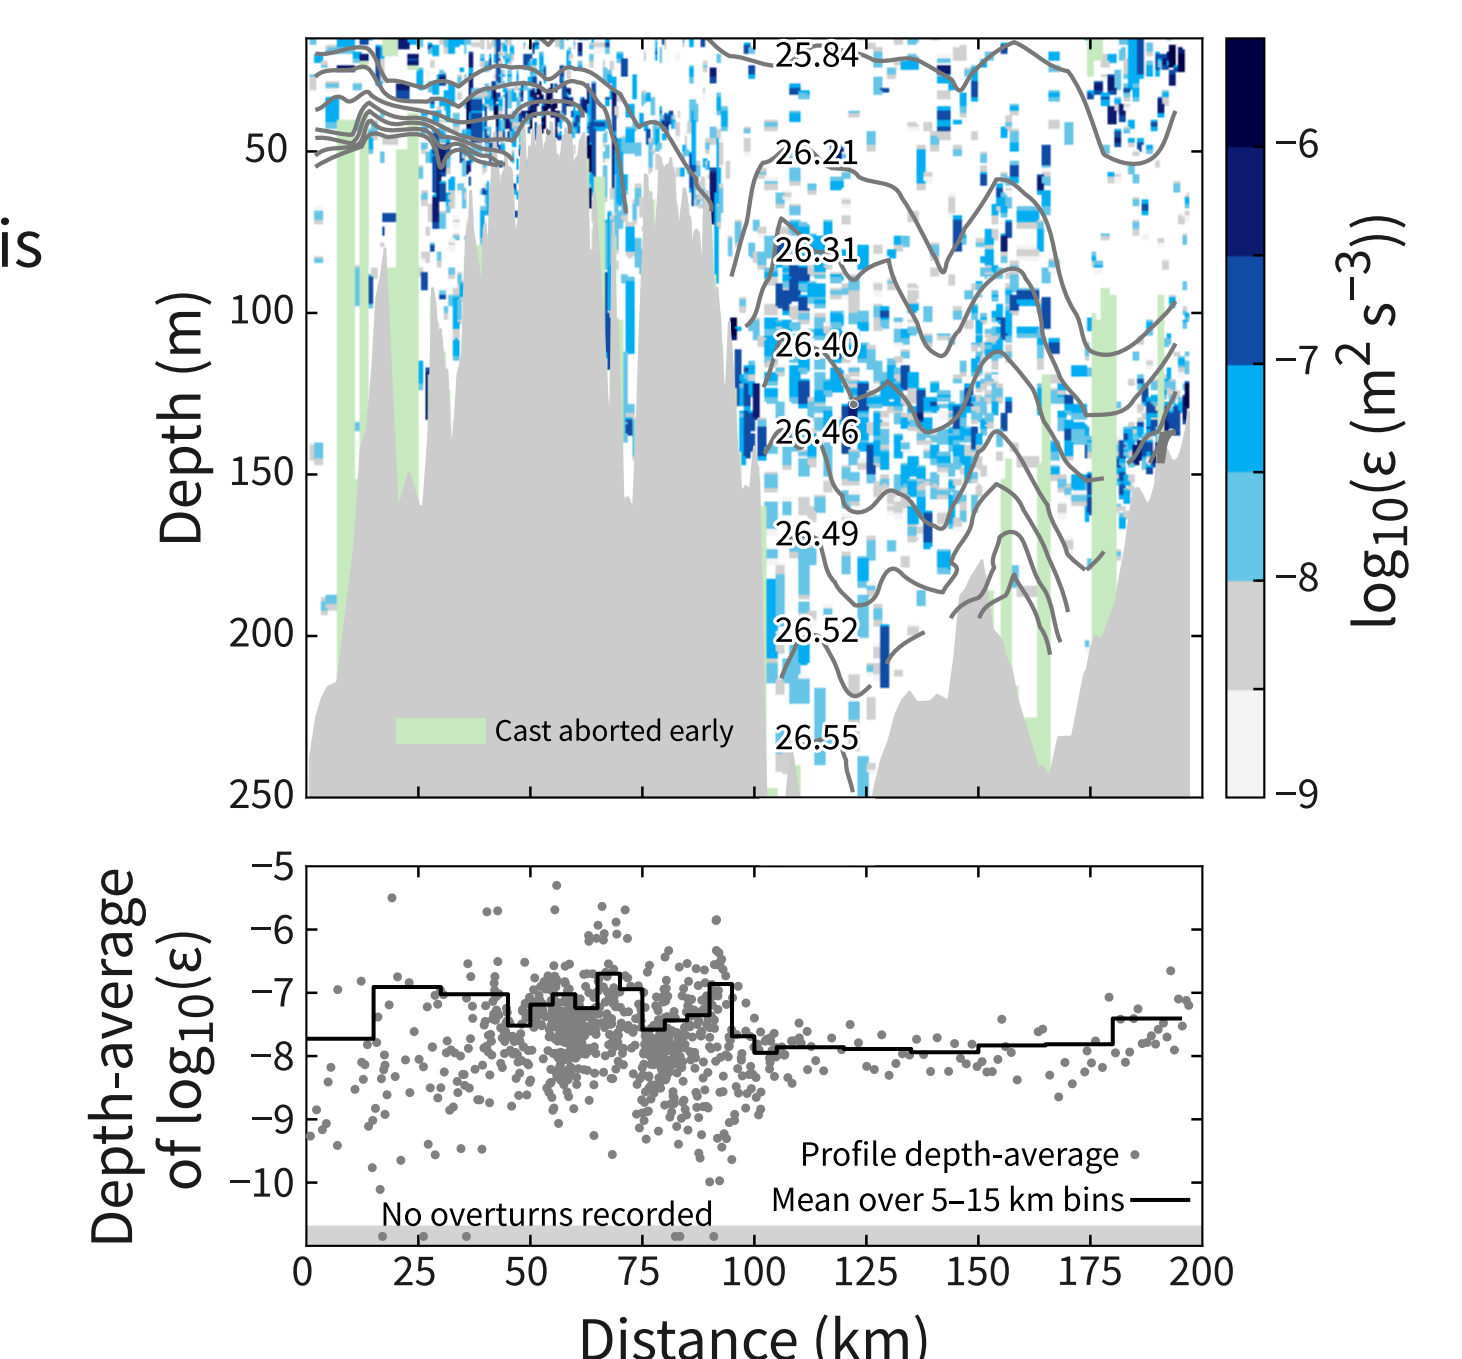 is
25.84
26.21
26.31
26.40
26.46
26.49
26.52
26.55
50
100
150
200
250
Depth (m)
Cast aborted early
−6
−7
−8
−9
log10(ε (m2 s−3))
−5
−6
−7
−8
−9
−10
Depth-average
of log10(ε)
Profile depth-average
Mean over 5–15 km bins
No overturns recorded
0 25 50 75 100 125 150 175 200
Distance (km)